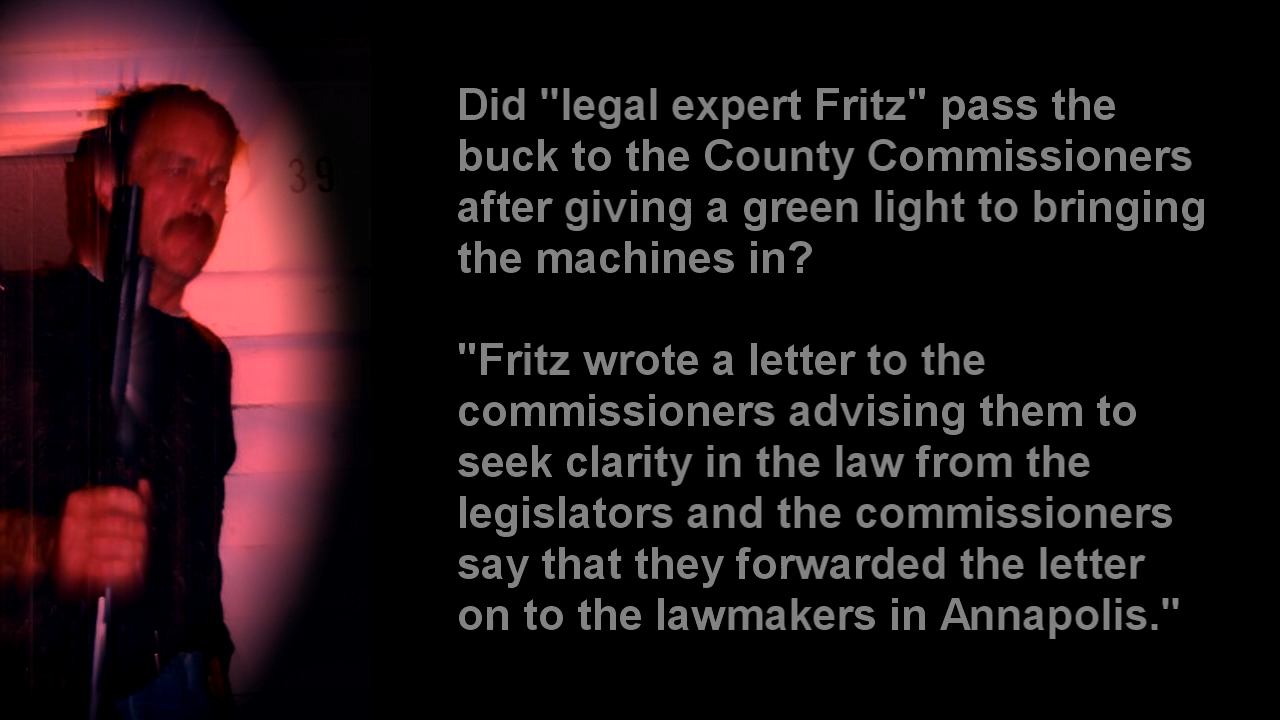 39
Did "legal expert Fritz" pass the
buck to the County Commissioners
after giving a green light to bringing
the machines in?
"Fritz wrote a letter to the
commissioners advising them to
seek clarity in the law from the
legislators and the commissioners
say that they forwarded the letter
on to the lawmakers in Annapolis."